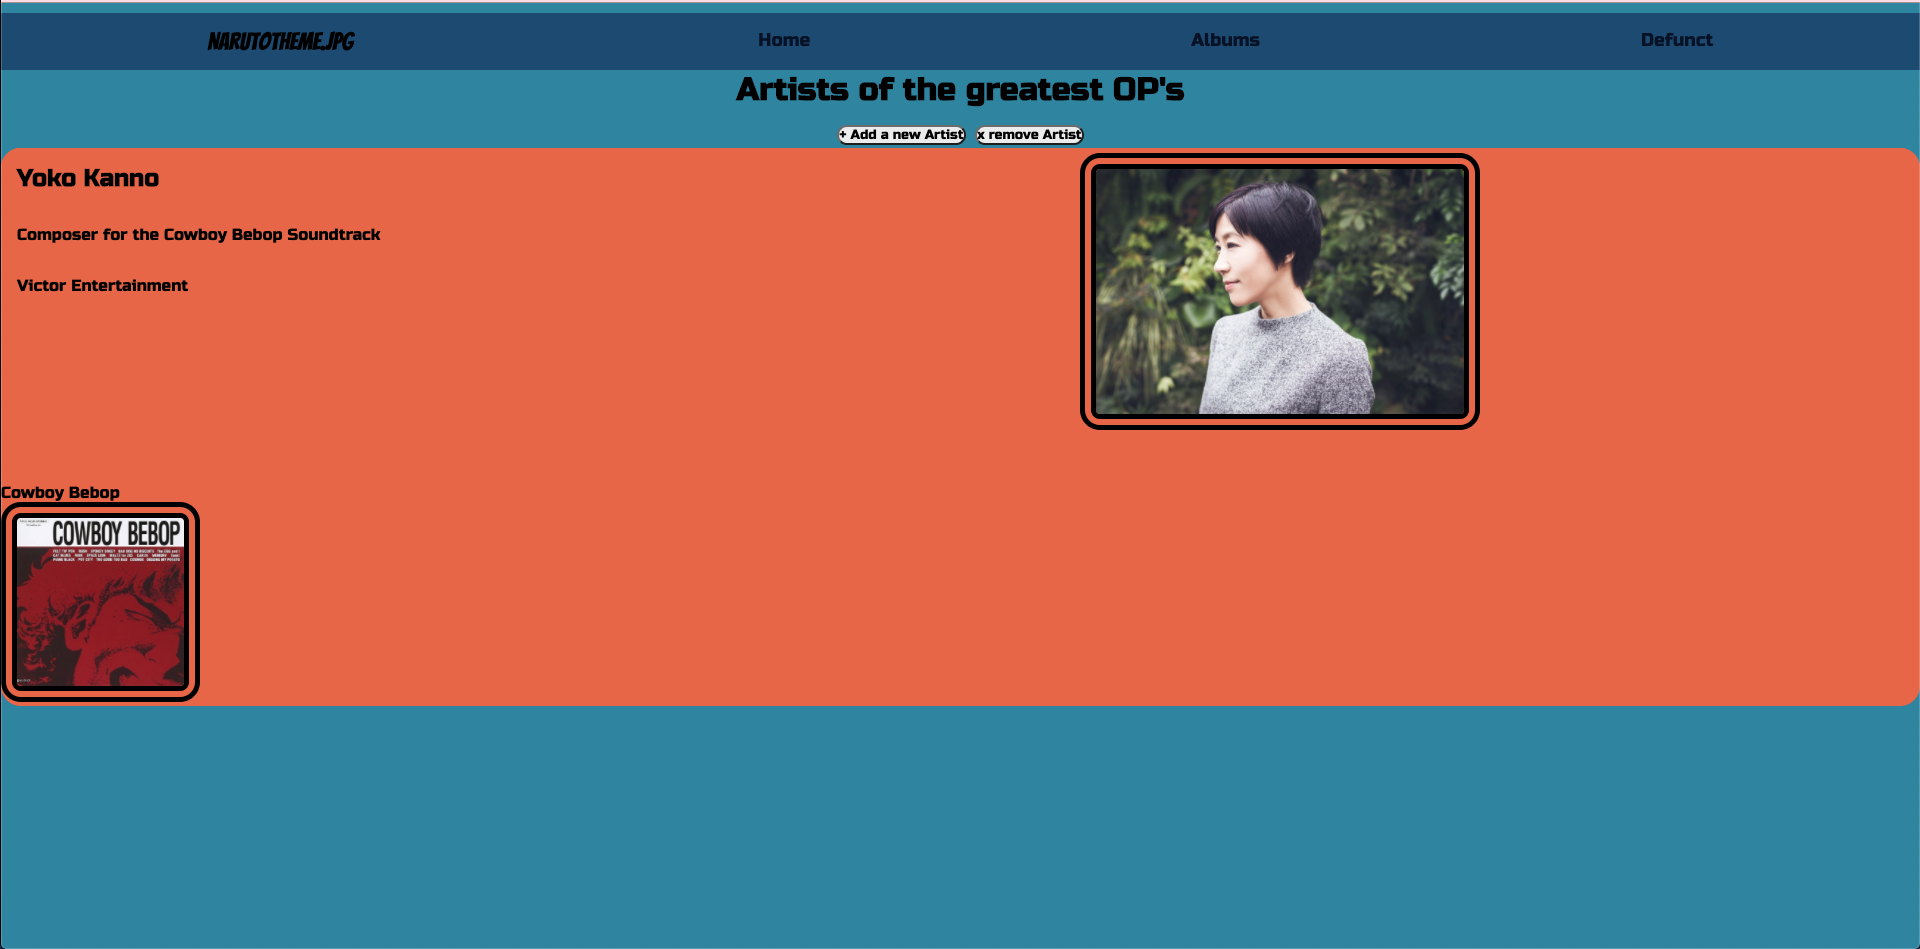 NARUTOTHEME.JPG
Home
Albums
Defunct
Artists of the greatest OP's
+ Add a new Artist
x remove Artist
Yoko Kanno
Composer for the Cowboy Bebop Soundtrack
Victor Entertainment
Cowboy Bebop
COWBOY BEBOP